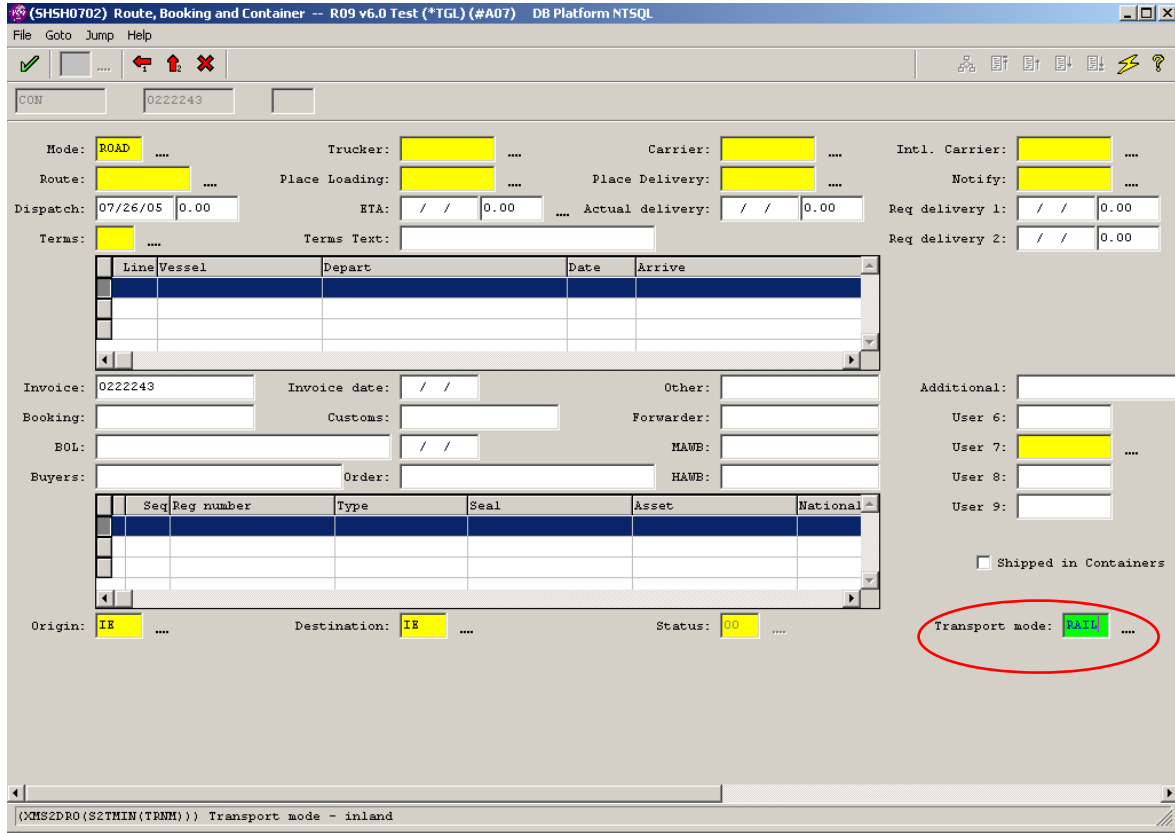 (SHSH0702) Route, Booking and Container -- R09 v6.0 Test (*TGL) (#A07) DB Platform NTSQL
File Goto Jump Help
.... 1 2 ?
CON 0222243
Mode: ROAD .... Trucker: .... Carrier: .... Intl. Carrier: ....
Route: .... Place Loading: .... Place Delivery: .... Notify: ....
Dispatch: 07/26/05 0.00 ETA: / / 0.00 .... Actual delivery: / / 0.00 Req delivery 1: / / 0.00
Terms: .... Terms Text: Req delivery 2: / / 0.00
Line Vessel Depart Date Arrive
Invoice: 0222243 Invoice date: / / Other: Additional:
Booking: Customs: Forwarder: User 6:
BOL: / / MAWB: User 7: ....
Buyers: Order: HAWB: User 8:
Seq Reg number Type Seal Asset National User 9:
Shipped in Containers
Origin: IE .... Destination: IE .... Status: 00 .... Transport mode: RAIL ....
(XMS2DRO(S2TMIN(TRNM))) Transport mode - inland